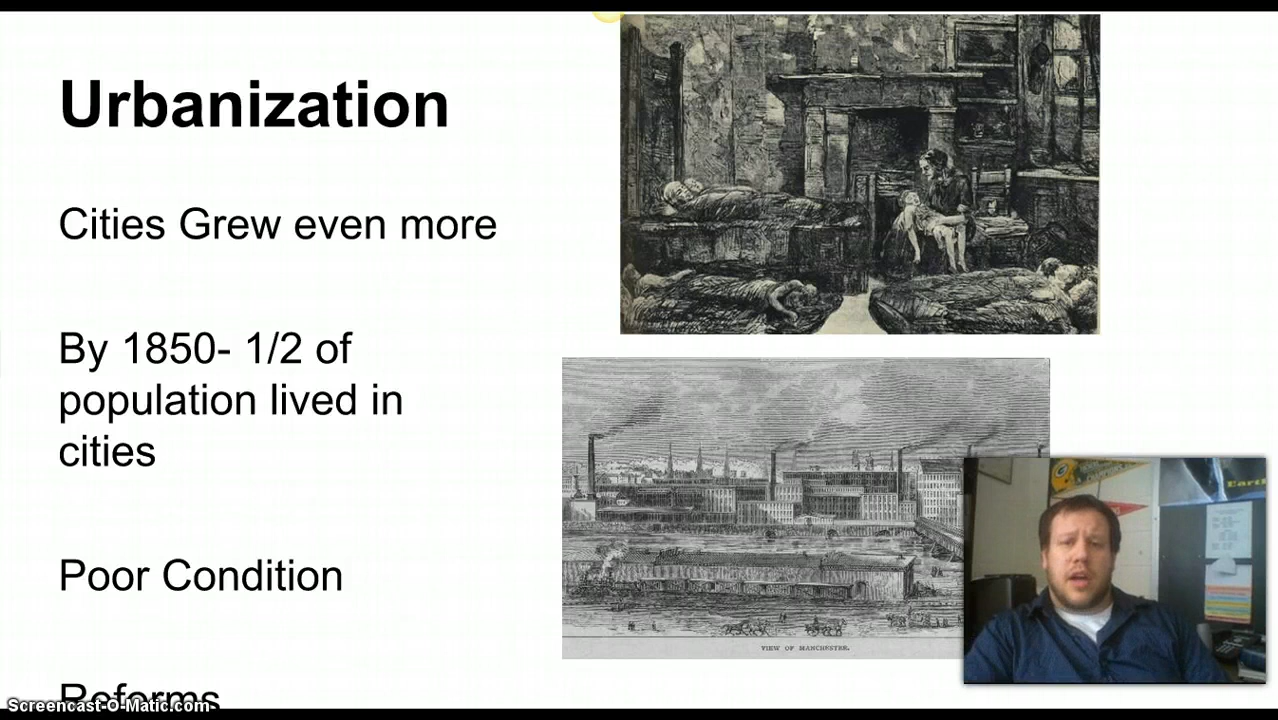 Urbanization
Cities Grew even more
By 1850- 1/2 of
population lived in
cities
Poor Condition
Reforms
VIEW OF MANCHESTER.
Earth
Screencast-O-Matic.com